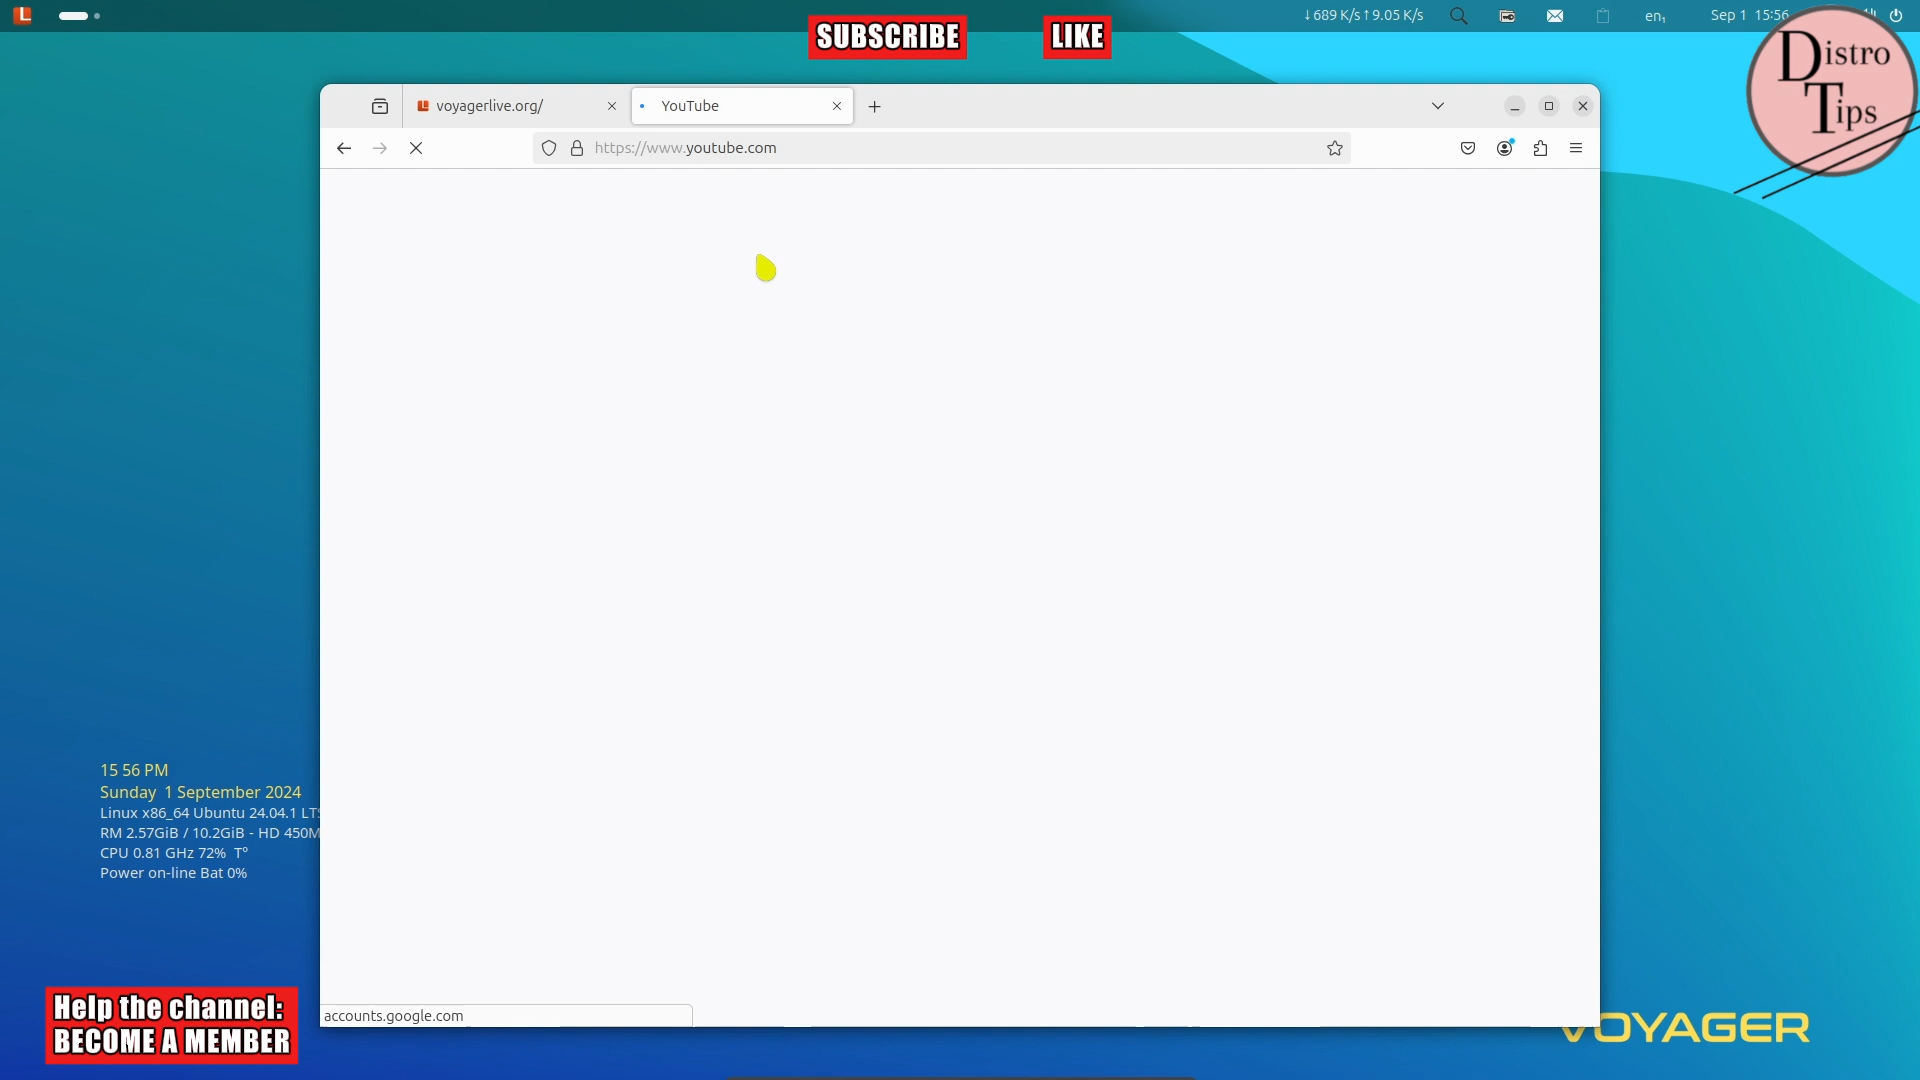 ↓689 K/s↑9.05 K/s
en₁
Sep 1 15:56
SUBSCRIBE
LIKE
Distro
Tips
voyagerlive.org/
YouTube
https://www.youtube.com
15 56 PM
Sunday 1 September 2024
Linux x86_64 Ubuntu 24.04.1 LTS
RM 2.57GiB / 10.2GiB - HD 450M
CPU 0.81 GHz 72% T°
Power on-line Bat 0%
accounts.google.com
Help the channel:
BECOME A MEMBER
VOYAGER